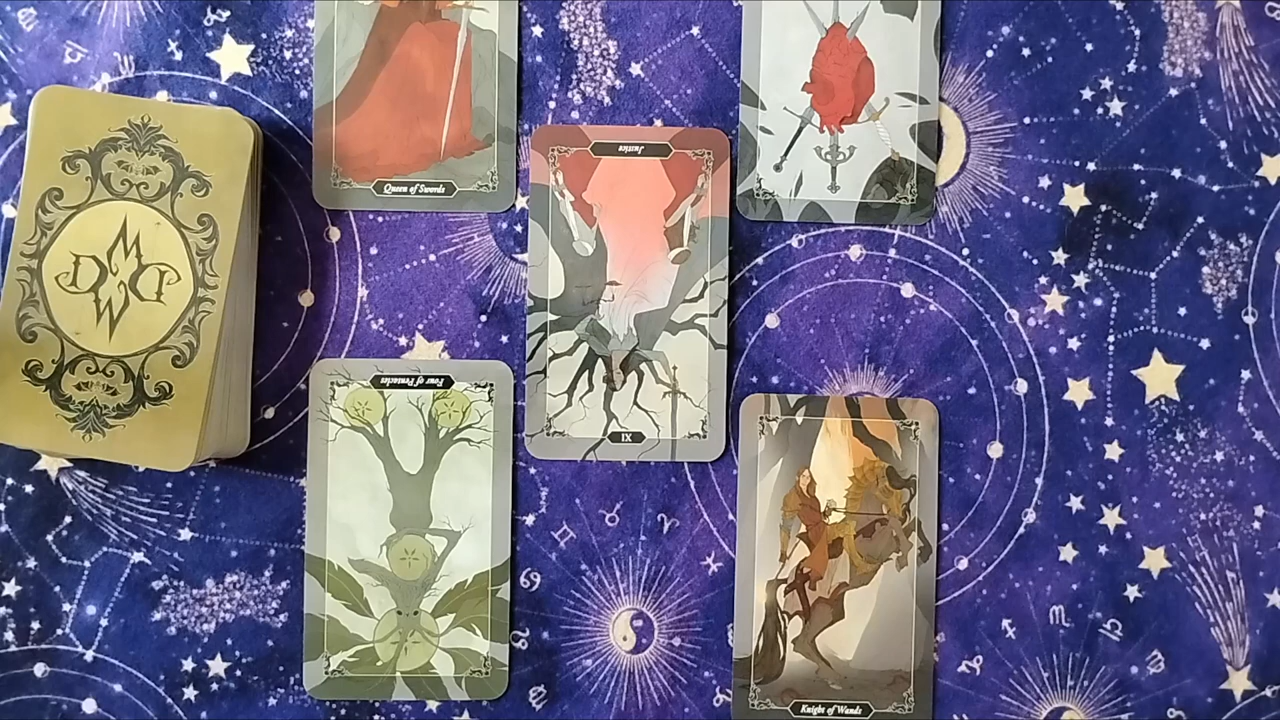 Queen of Swords
Justice
XI
Four of Pentacles
Knight of Wands